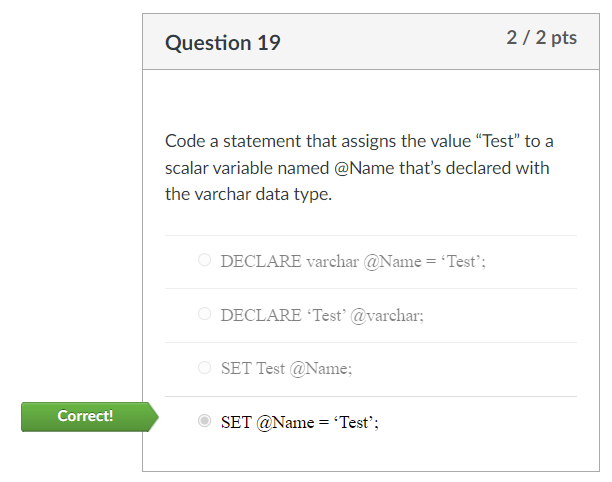 Question 19
2 / 2 pts
Code a statement that assigns the value “Test” to a
scalar variable named @Name that’s declared with
the varchar data type.
DECLARE varchar @Name = ‘Test’;
DECLARE ‘Test’ @varchar;
SET Test @Name;
Correct!
SET @Name = ‘Test’;